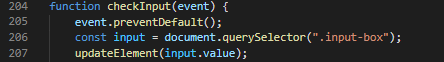 204 function checkInput(event) {
205     event.preventDefault();
206     const input = document.querySelector(".input-box");
207     updateElement(input.value);